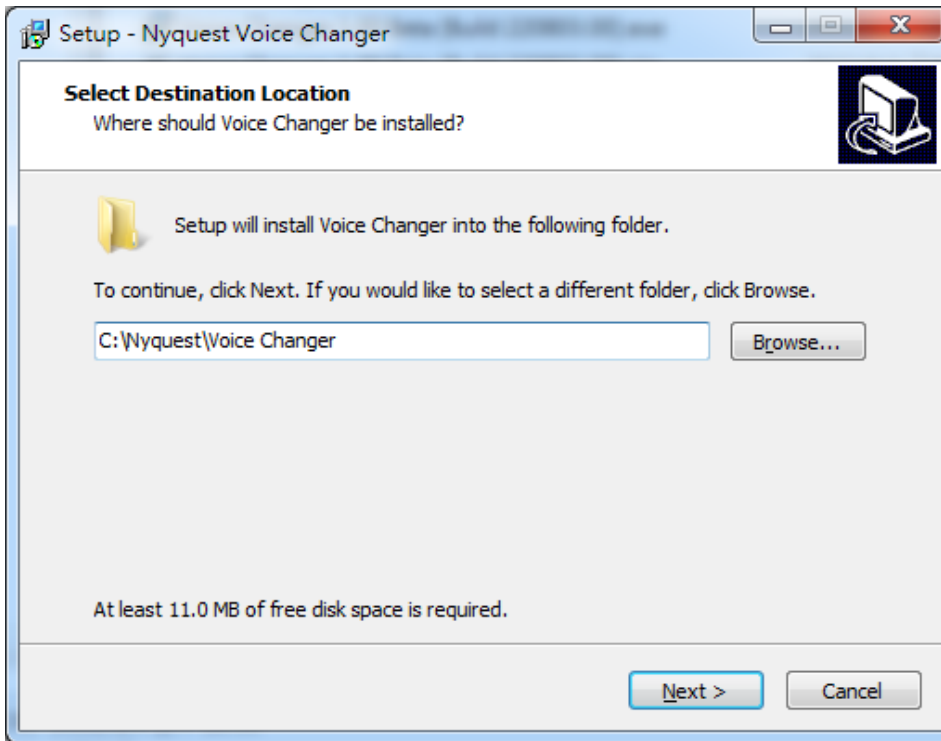 Setup - Nyquest Voice Changer
Select Destination Location
Where should Voice Changer be installed?
Setup will install Voice Changer into the following folder.
To continue, click Next. If you would like to select a different folder, click Browse.
C:\Nyquest\Voice Changer
Browse...
At least 11.0 MB of free disk space is required.
Next >
Cancel